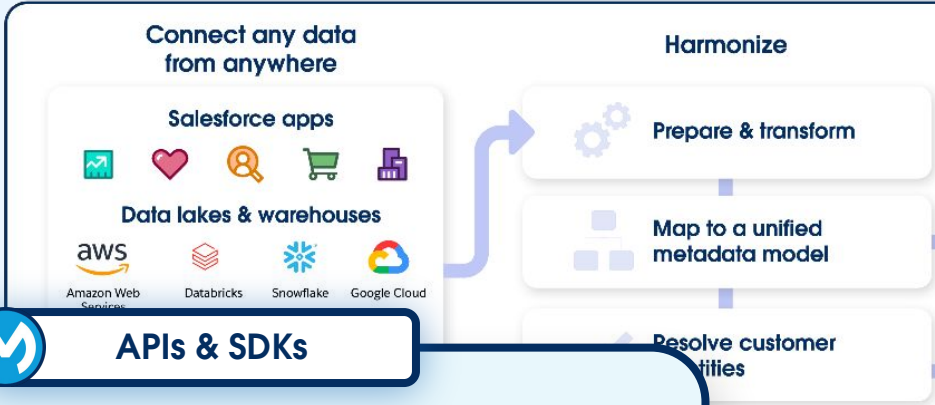 Connect any data
from anywhere
Salesforce apps
Data lakes & warehouses
aws
Amazon Web
Services
Databricks
Snowflake
Google Cloud
APIs & SDKs
Harmonize
Prepare & transform
Map to a unified
metadata model
Resolve customer